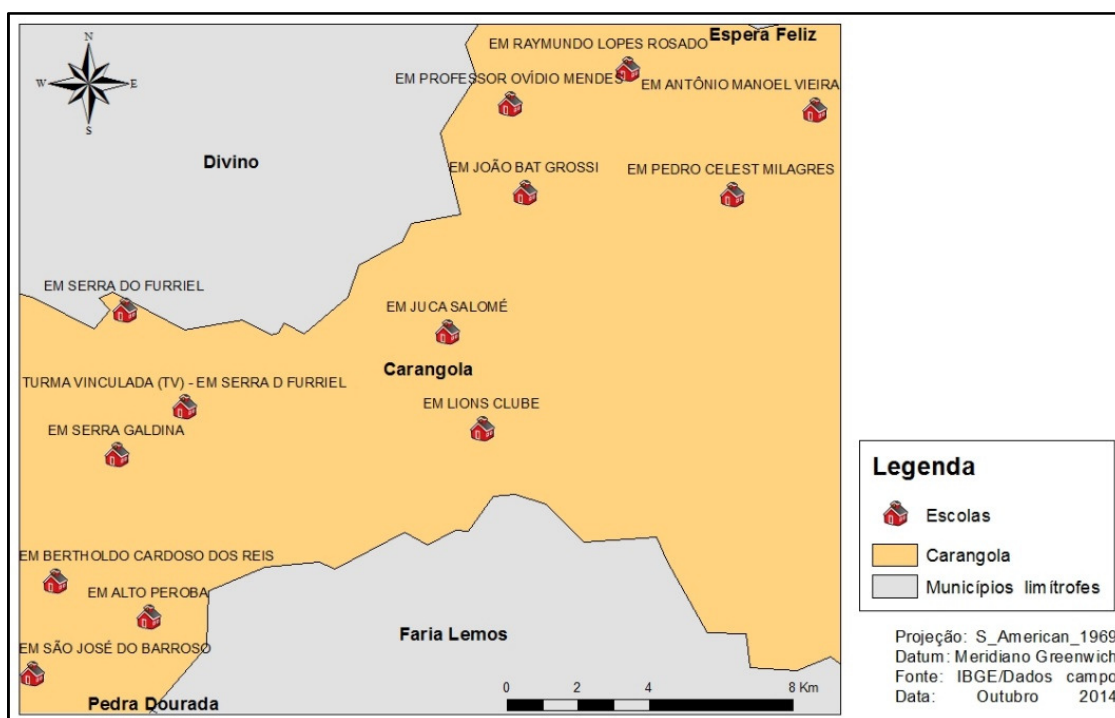 N
W
E
S
EM RAYMUNDO LOPES ROSADO
Espera Feliz
EM PROFESSOR OVÍDIO MENDES
EM ANTÔNIO MANOEL VIEIRA
Divino
EM JOÃO BAT GROSSI
EM PEDRO CELEST MILAGRES
EM SERRA DO FURRIEL
EM JUCA SALOMÉ
Carangola
TURMA VINCULADA (TV) - EM SERRA D FURRIEL
EM LIONS CLUBE
EM SERRA GALDINA
EM BERTHOLDO CARDOSO DOS REIS
EM ALTO PEROBA
Faria Lemos
EM SÃO JOSÉ DO BARROSO
Pedra Dourada
0 2 4 8 Km
Legenda
Escolas
Carangola
Municípios limítrofes
Projeção: S_American_1969
Datum: Meridiano Greenwich
Fonte: IBGE/Dados campo
Data: Outubro 2014